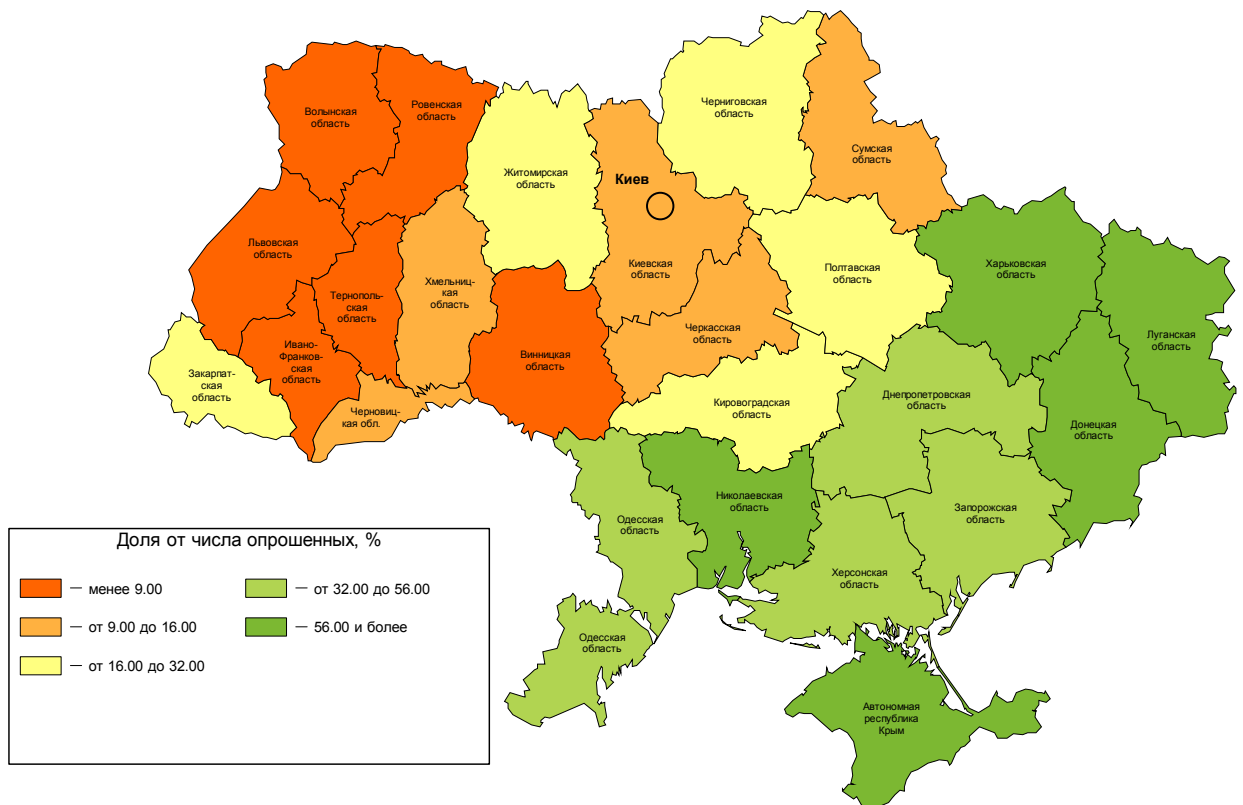 Черниговская
область
Волынская
область
Ровенская
область
Сумская
область
Житомирская
область
Киев
Львовская
область
Киевская
область
Полтавская
область
Харьковская
область
Хмельниц-
кая
область
Тернополь-
ская
область
Черкасская
область
Луганская
область
Ивано-
Франков-
ская
область
Винницкая
область
Закарпат-
ская
область
Черновиц-
кая обл.
Кировоградская
область
Днепропетровская
область
Донецкая
область
Николаевская
область
Запорожская
область
Одесская
область
Херсонская
область
Одесская
область
Автономная
республика
Крым
Доля от числа опрошенных, %
— менее 9.00
— от 9.00 до 16.00
— от 16.00 до 32.00
— от 32.00 до 56.00
— 56.00 и более